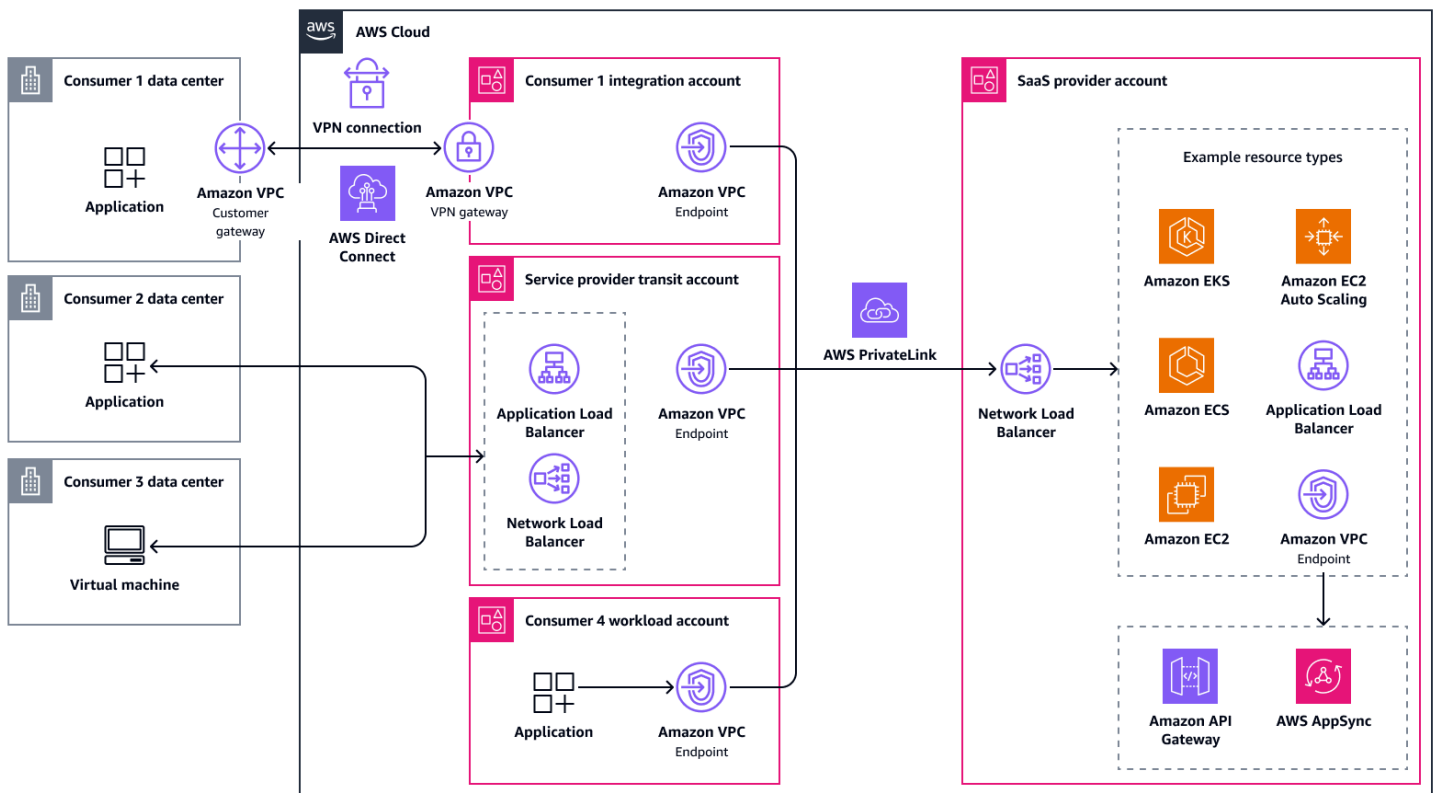 aws
AWS Cloud
Consumer 1 data center
Application
Amazon VPC
Customer
gateway
VPN connection
AWS Direct
Connect
Consumer 1 integration account
Amazon VPC
VPN gateway
Amazon VPC
Endpoint
Consumer 2 data center
Application
Consumer 3 data center
Virtual machine
Service provider transit account
Application Load
Balancer
Network Load
Balancer
Amazon VPC
Endpoint
Consumer 4 workload account
Application
Amazon VPC
Endpoint
AWS PrivateLink
SaaS provider account
Network Load
Balancer
Example resource types
K
Amazon EKS
Amazon EC2
Auto Scaling
Amazon ECS
Application Load
Balancer
Amazon EC2
Amazon VPC
Endpoint
</>
Amazon API
Gateway
AWS AppSync